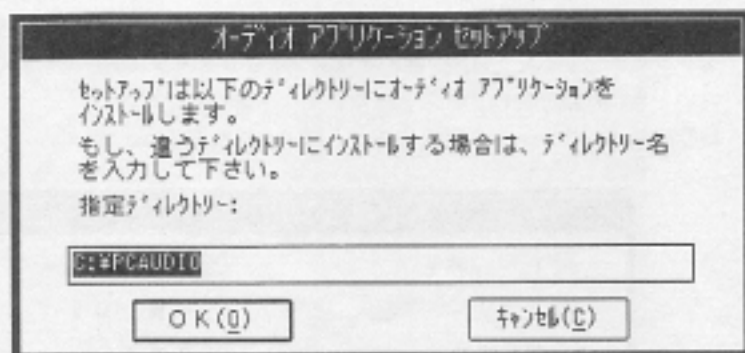 ｵｰﾃﾞｨｵ ｱﾌﾟﾘｹｰｼｮﾝ ｾｯﾄｱｯﾌﾟ
ｾｯﾄｱｯﾌﾟは以下のﾃﾞｨﾚｸﾄﾘｰにｵｰﾃﾞｨｵ ｱﾌﾟﾘｹｰｼｮﾝを
ｲﾝｽﾄｰﾙします。
もし、違うﾃﾞｨﾚｸﾄﾘｰにｲﾝｽﾄｰﾙする場合は、ﾃﾞｨﾚｸﾄﾘｰ名
を入力して下さい。
指定ﾃﾞｨﾚｸﾄﾘｰ:
C:¥PCAUDIO
ＯＫ(O)
ｷｬﾝｾﾙ(C)